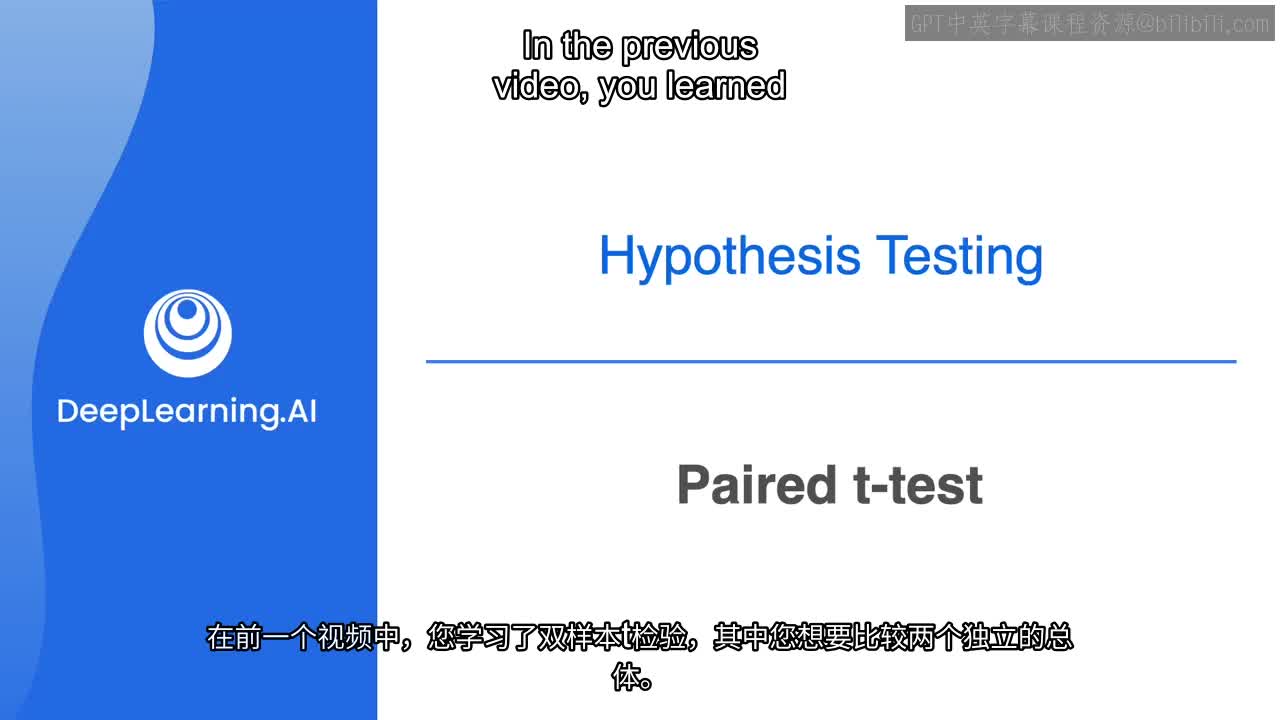 GPT中英字幕课程资源@bilibili.com
In the previous
video, you learned
Hypothesis Testing
DeepLearning.AI
Paired t-test
在前一个视频中，您学习了双样本t检验，其中您想要比较两个独立的总
体。